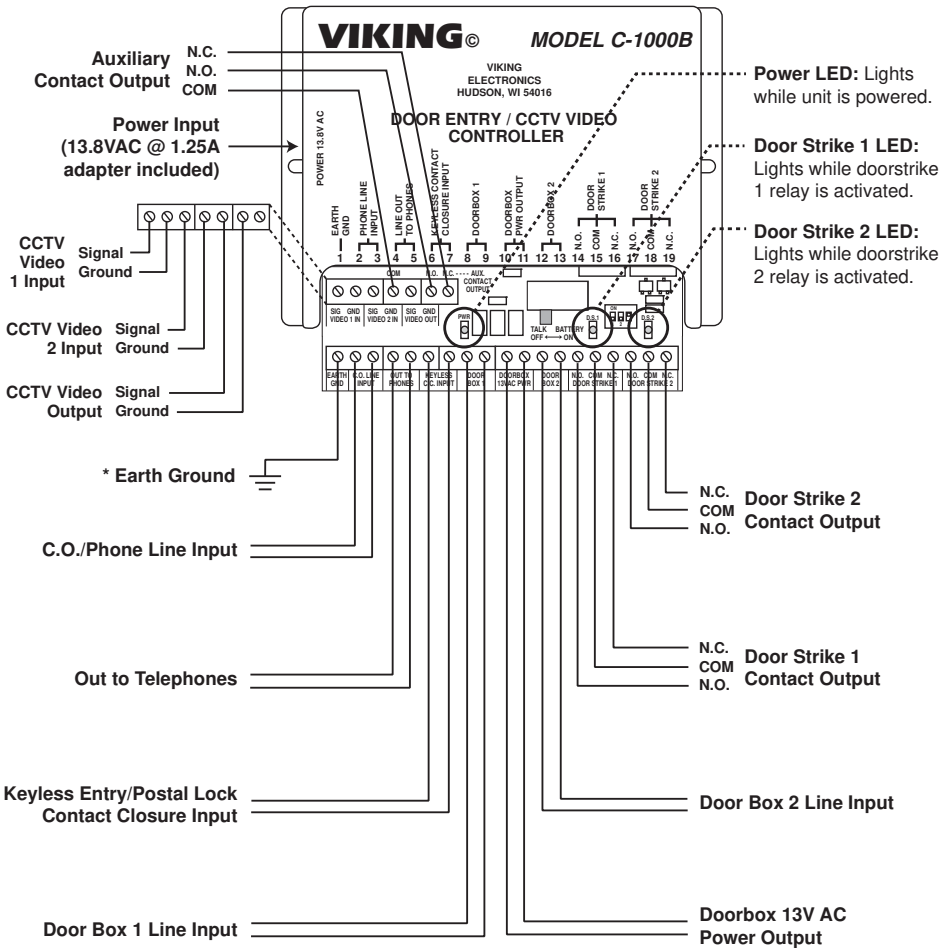 VIKING©
MODEL C-1000B
VIKING
ELECTRONICS
HUDSON, WI 54016
DOOR ENTRY / CCTV VIDEO
CONTROLLER
POWER 13.8V AC
Auxiliary
Contact Output
N.C.
N.O.
COM
Power Input
(13.8VAC @ 1.25A
adapter included)
Power LED: Lights
while unit is powered.
Door Strike 1 LED:
Lights while doorstrike
1 relay is activated.
Door Strike 2 LED:
Lights while doorstrike
2 relay is activated.
EARTH
GND
PHONE LINE
INPUT
LINE OUT
TO PHONES
KEYLESS CONTACT
CLOSURE INPUT
DOORBOX 1
DOORBOX
PWR OUTPUT
DOORBOX 2
DOOR
STRIKE 1
DOOR
STRIKE 2
N.O. COM N.C. N.O. COM N.C.
1 2 3 4 5 6 7 8 9 10 11 12 13 14 15 16 17 18 19
COM N.O. N.C. ---- AUX.
CONTACT
OUTPUT
SIG GND SIG GND SIG GND
VIDEO 1 IN VIDEO 2 IN VIDEO OUT
PWR
TALK BATTERY
OFF ←→ ON
D.S.1
ON
2
D.S.2
EARTH
GND
C.O. LINE
INPUT
OUT TO
PHONES
KEYLESS
C.C. INPUT
DOOR
BOX 1
DOORBOX
13VAC PWR
DOOR
BOX 2
N.O. COM N.C.
DOOR STRIKE 1
N.O. COM N.C.
DOOR STRIKE 2
CCTV
Video
1 Input
Signal
Ground
CCTV Video
2 Input
Signal
Ground
CCTV Video
Output
Signal
Ground
* Earth Ground
C.O./Phone Line Input
Out to Telephones
Keyless Entry/Postal Lock
Contact Closure Input
Door Box 1 Line Input
N.C.
COM
N.O.
Door Strike 2
Contact Output
N.C.
COM
N.O.
Door Strike 1
Contact Output
Door Box 2 Line Input
Doorbox 13V AC
Power Output